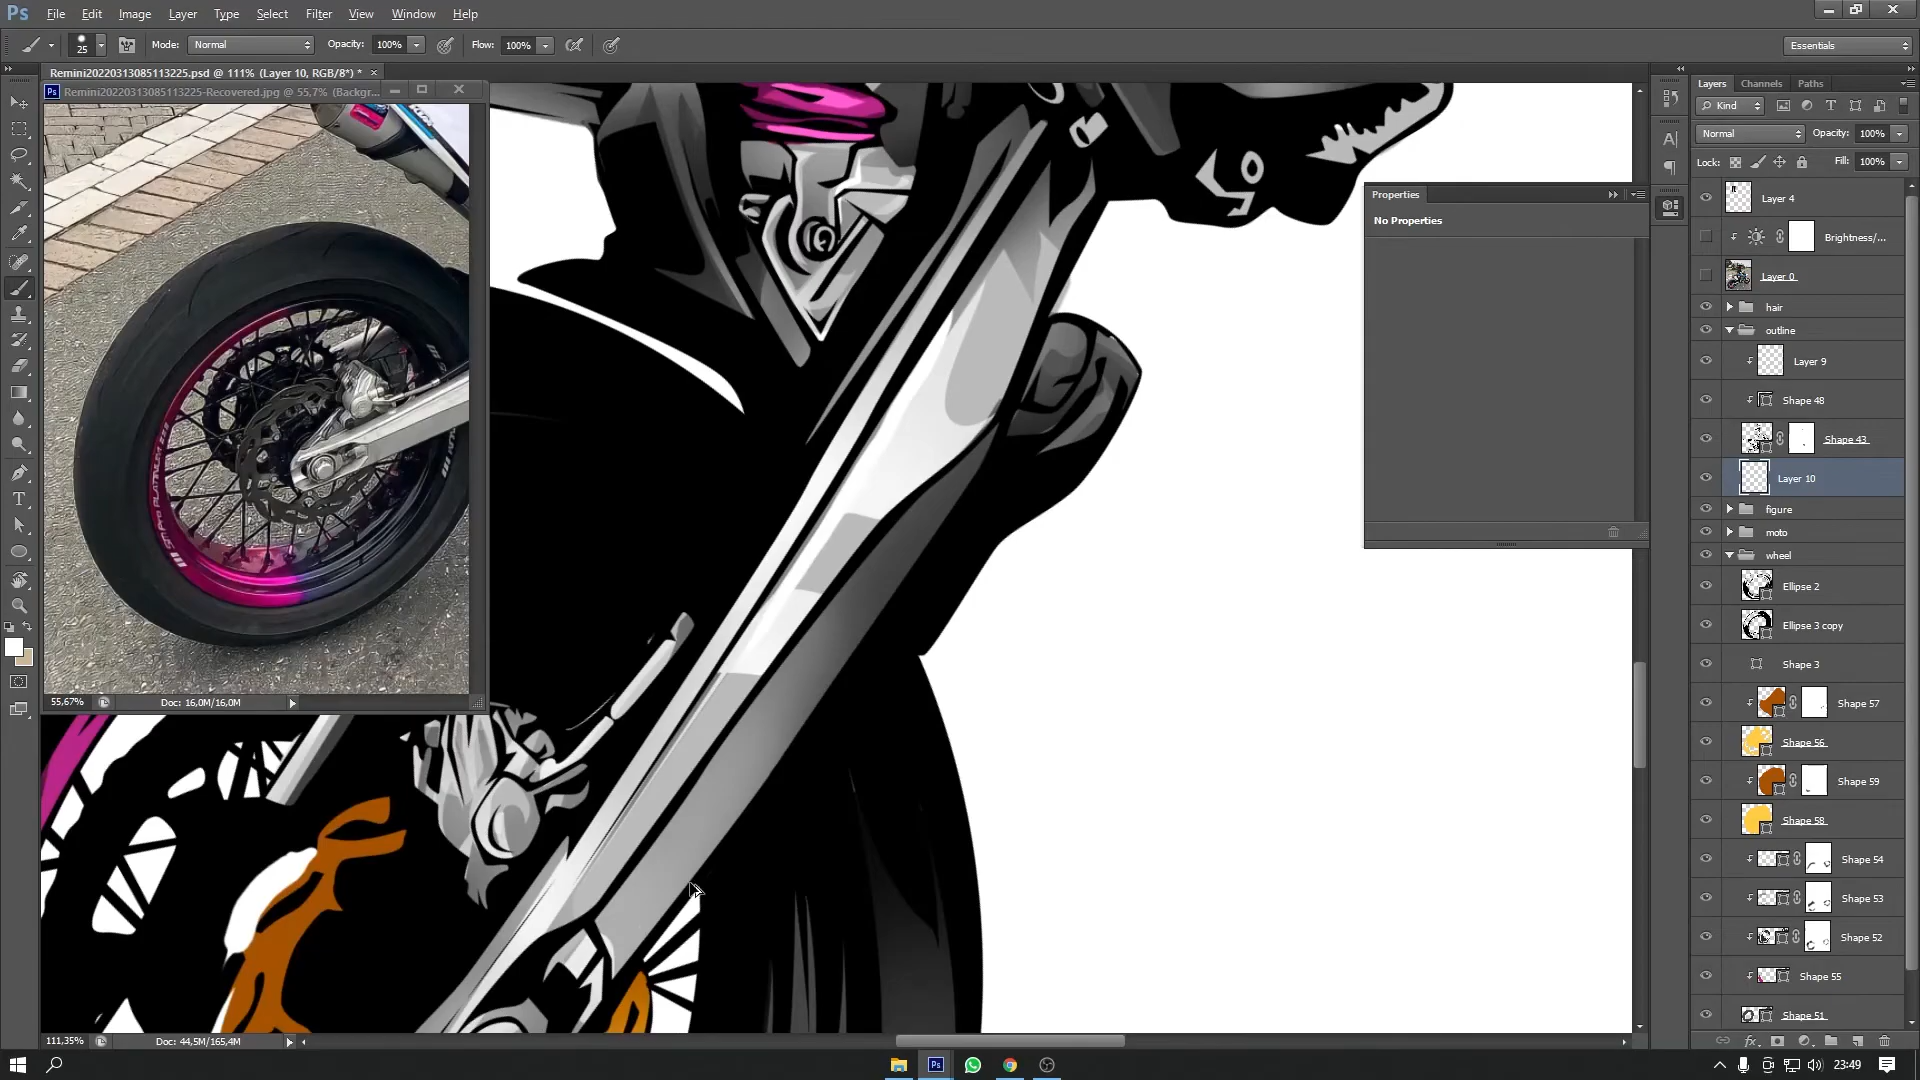 Ps File Edit Image Layer Type Select Filter View Window Help
25 Mode: Normal Opacity: 100% Flow: 100% Essentials
Remini20220313085113225.psd @ 111% (Layer 10, RGB/8*) *
Remini20220313085113225-Recovered.jpg @ 55,7% (Backgr...
55,67% Doc: 16,0M/16,0M
111,35% Doc: 44,5M/165,4M
Properties
No Properties
Layers Channels Paths
Kind
Normal Opacity: 100%
Lock: Fill: 100%
Layer 4
Brightness/...
Layer 0
hair
outline
Layer 9
Shape 48
Shape 43
Layer 10
figure
moto
wheel
Ellipse 2
Ellipse 3 copy
Shape 3
Shape 57
Shape 56
Shape 59
Shape 58
Shape 54
Shape 53
Shape 52
Shape 55
Shape 51
fx
Ps 23:49